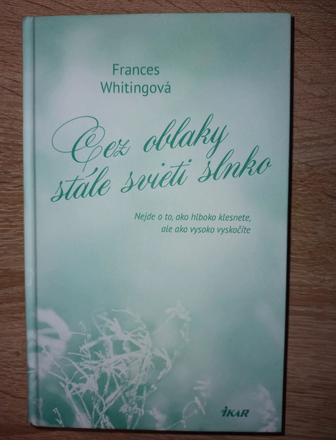 Frances
Whitingová
Cez oblaky
stále svieti slnko
Nejde o to, ako hlboko klesnete,
ale ako vysoko vyskočíte
IKAR